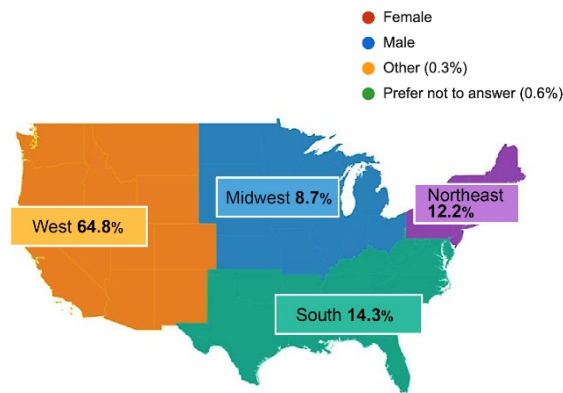 Female
Male
Other (0.3%)
Prefer not to answer (0.6%)
Midwest 8.7%
Northeast
12.2%
West 64.8%
South 14.3%